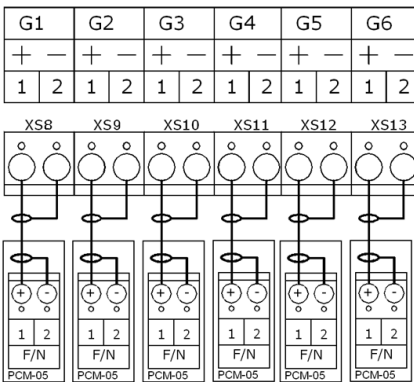 G1 G2 G3 G4 G5 G6
+ — + — + — + — + — + —
1 2 1 2 1 2 1 2 1 2 1 2
XS8 XS9 XS10 XS11 XS12 XS13
+ - + - + - + - + - + -
1 2 1 2 1 2 1 2 1 2 1 2
F/N F/N F/N F/N F/N F/N
PCM-05 PCM-05 PCM-05 PCM-05 PCM-05 PCM-05